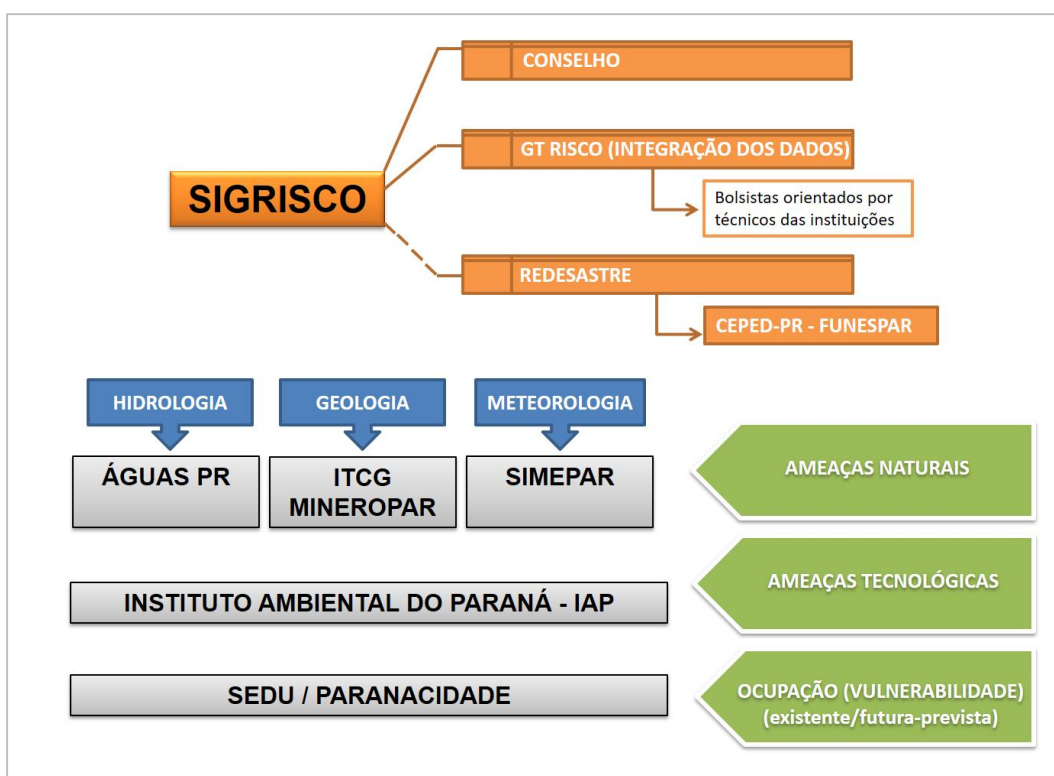 CONSELHO
GT RISCO (INTEGRAÇÃO DOS DADOS)
SIGRISCO
Bolsistas orientados por
técnicos das instituições
REDESASTRE
CEPED-PR - FUNESPAR
HIDROLOGIA
GEOLOGIA
METEOROLOGIA
ÁGUAS PR
ITCG
MINEROPAR
SIMEPAR
AMEAÇAS NATURAIS
INSTITUTO AMBIENTAL DO PARANÁ - IAP
AMEAÇAS TECNOLÓGICAS
SEDU / PARANACIDADE
OCUPAÇÃO (VULNERABILIDADE)
(existente/futura-prevista)